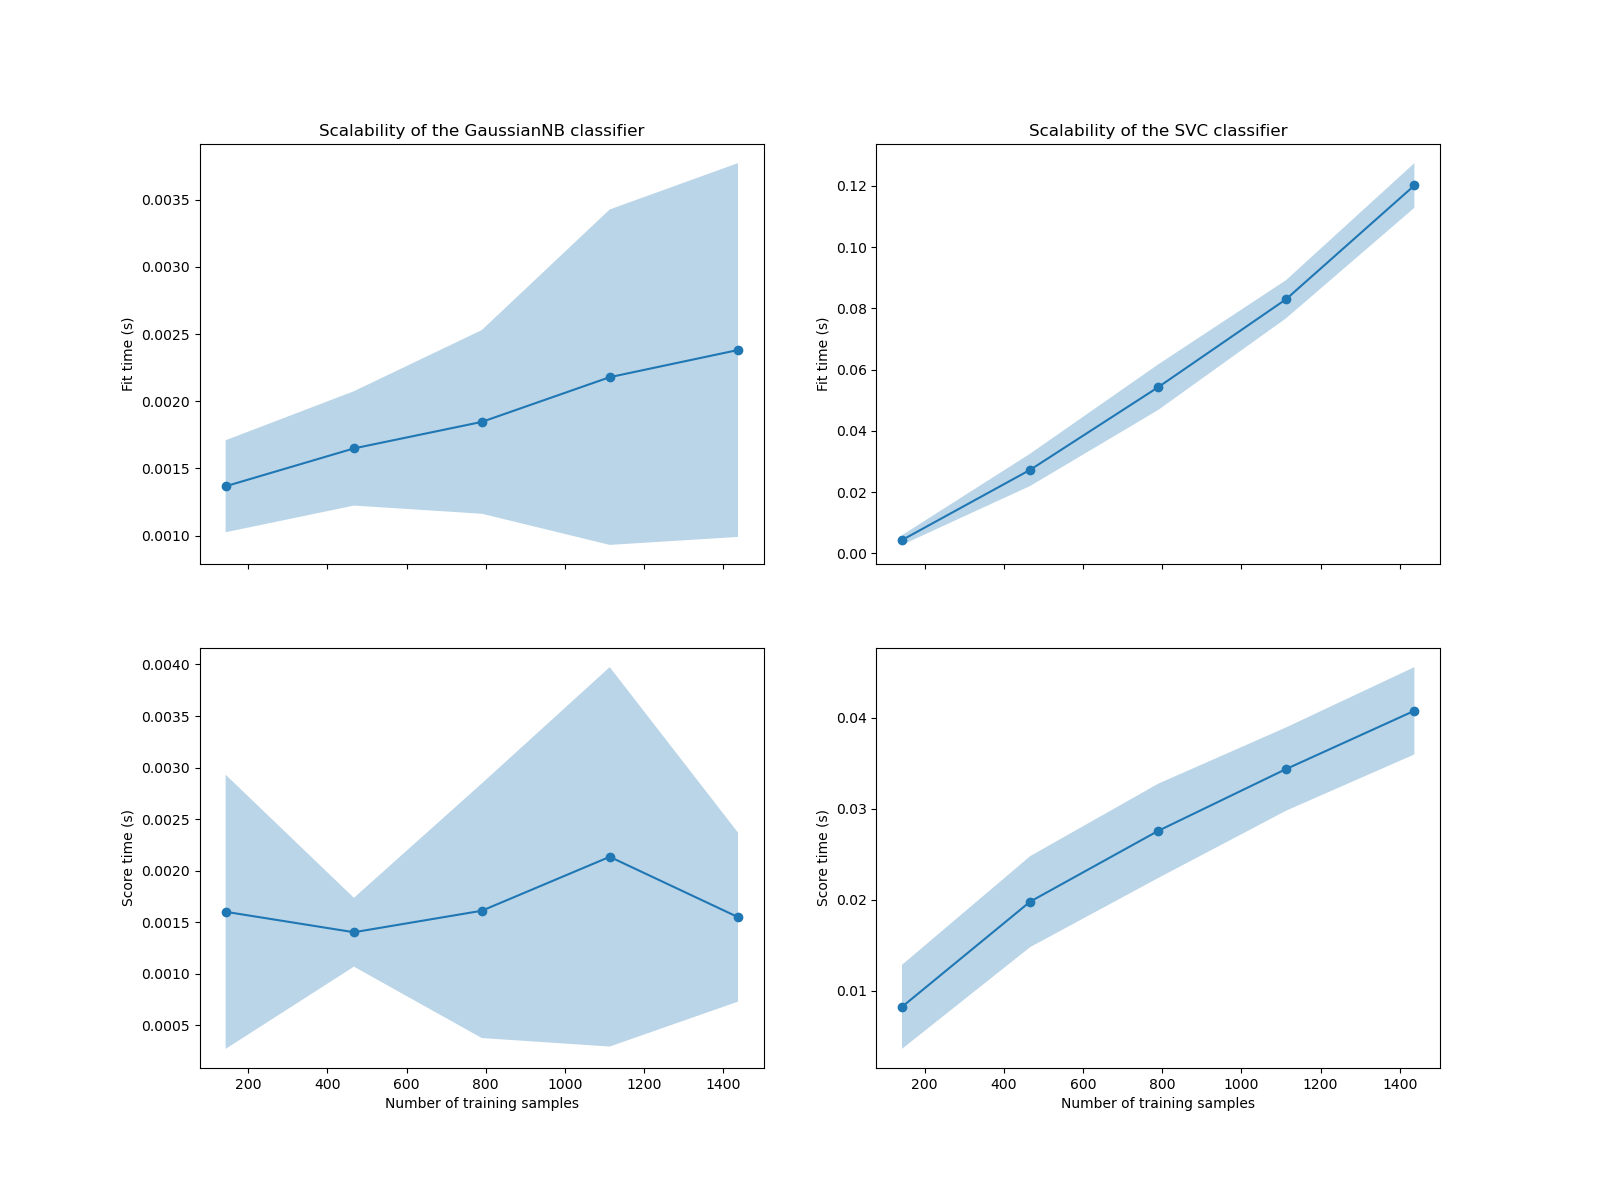 Scalability of the GaussianNB classifier
0.0035
0.0030
0.0025
0.0020
0.0015
0.0010
Fit time (s)
Scalability of the SVC classifier
0.12
0.10
0.08
0.06
0.04
0.02
0.00
Fit time (s)
0.0040
0.0035
0.0030
0.0025
0.0020
0.0015
0.0010
0.0005
Score time (s)
200 400 600 800 1000 1200 1400
Number of training samples
0.04
0.03
0.02
0.01
Score time (s)
200 400 600 800 1000 1200 1400
Number of training samples